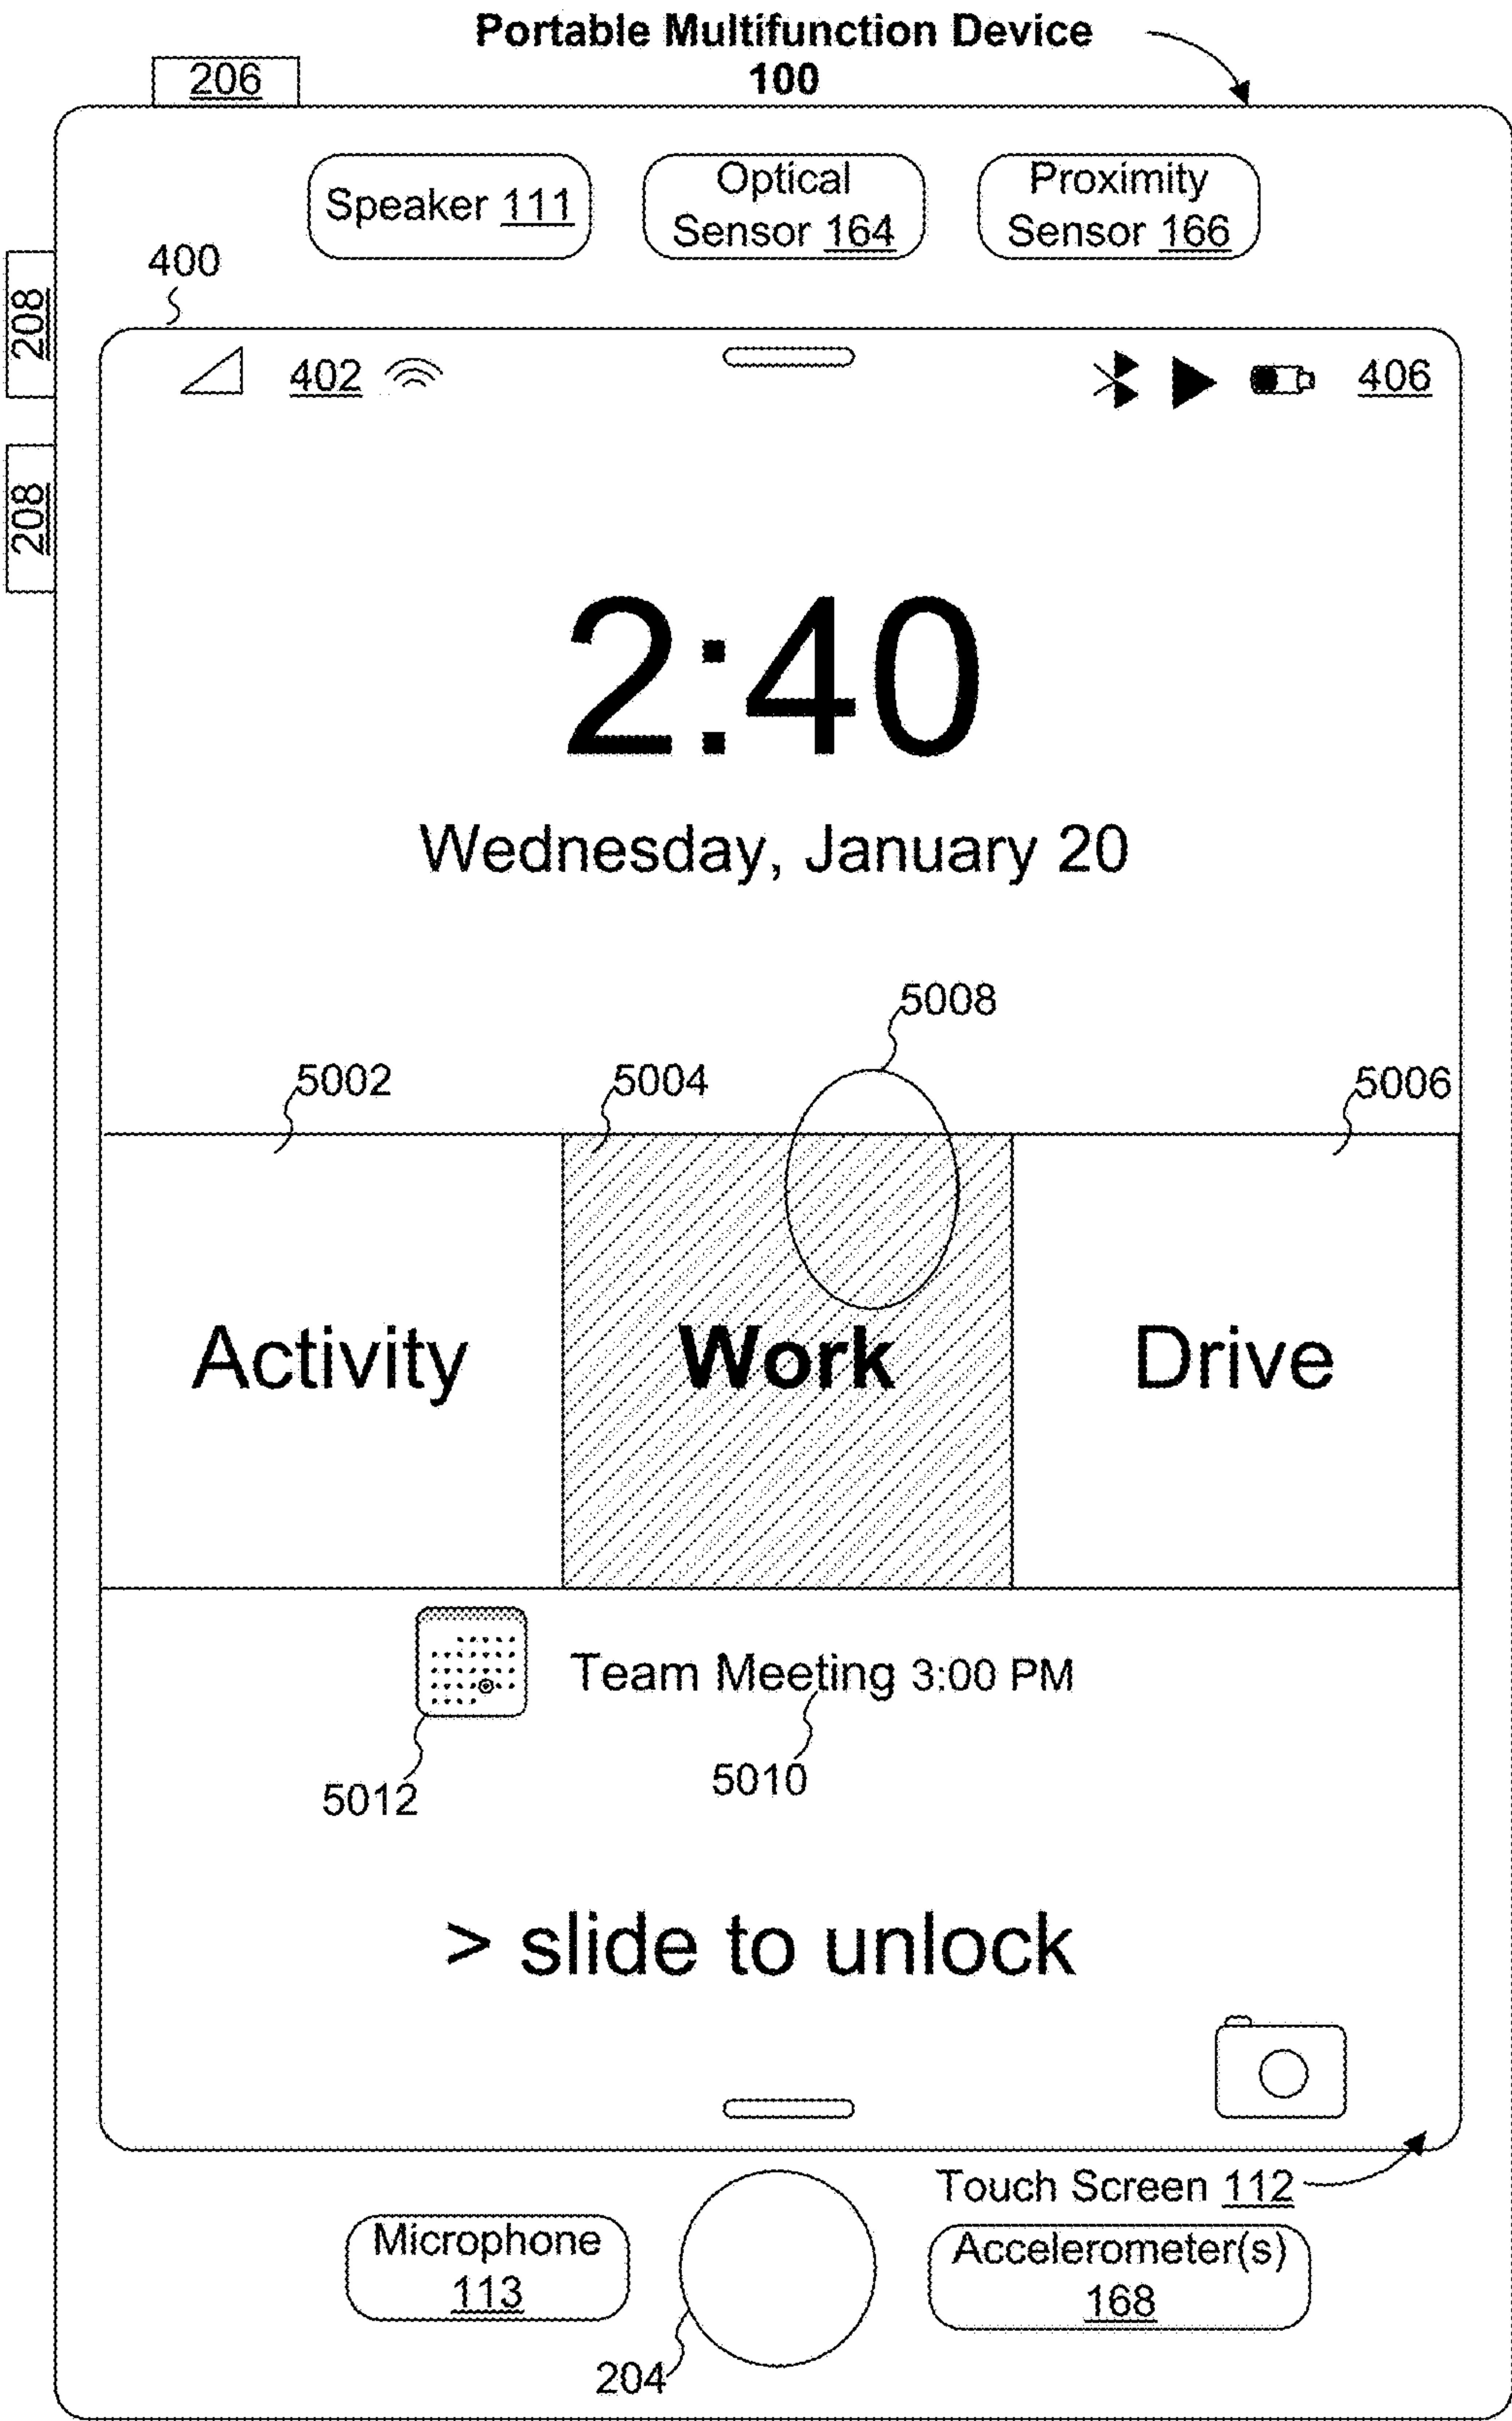 Portable Multifunction Device
100
206
Speaker 111
Optical
Sensor 164
Proximity
Sensor 166
400
208
208
402
406
2:40
Wednesday, January 20
5008
5002
5004
5006
Activity
Work
Drive
Team Meeting 3:00 PM
5012
5010
> slide to unlock
Touch Screen 112
Microphone
113
Accelerometer(s)
168
204